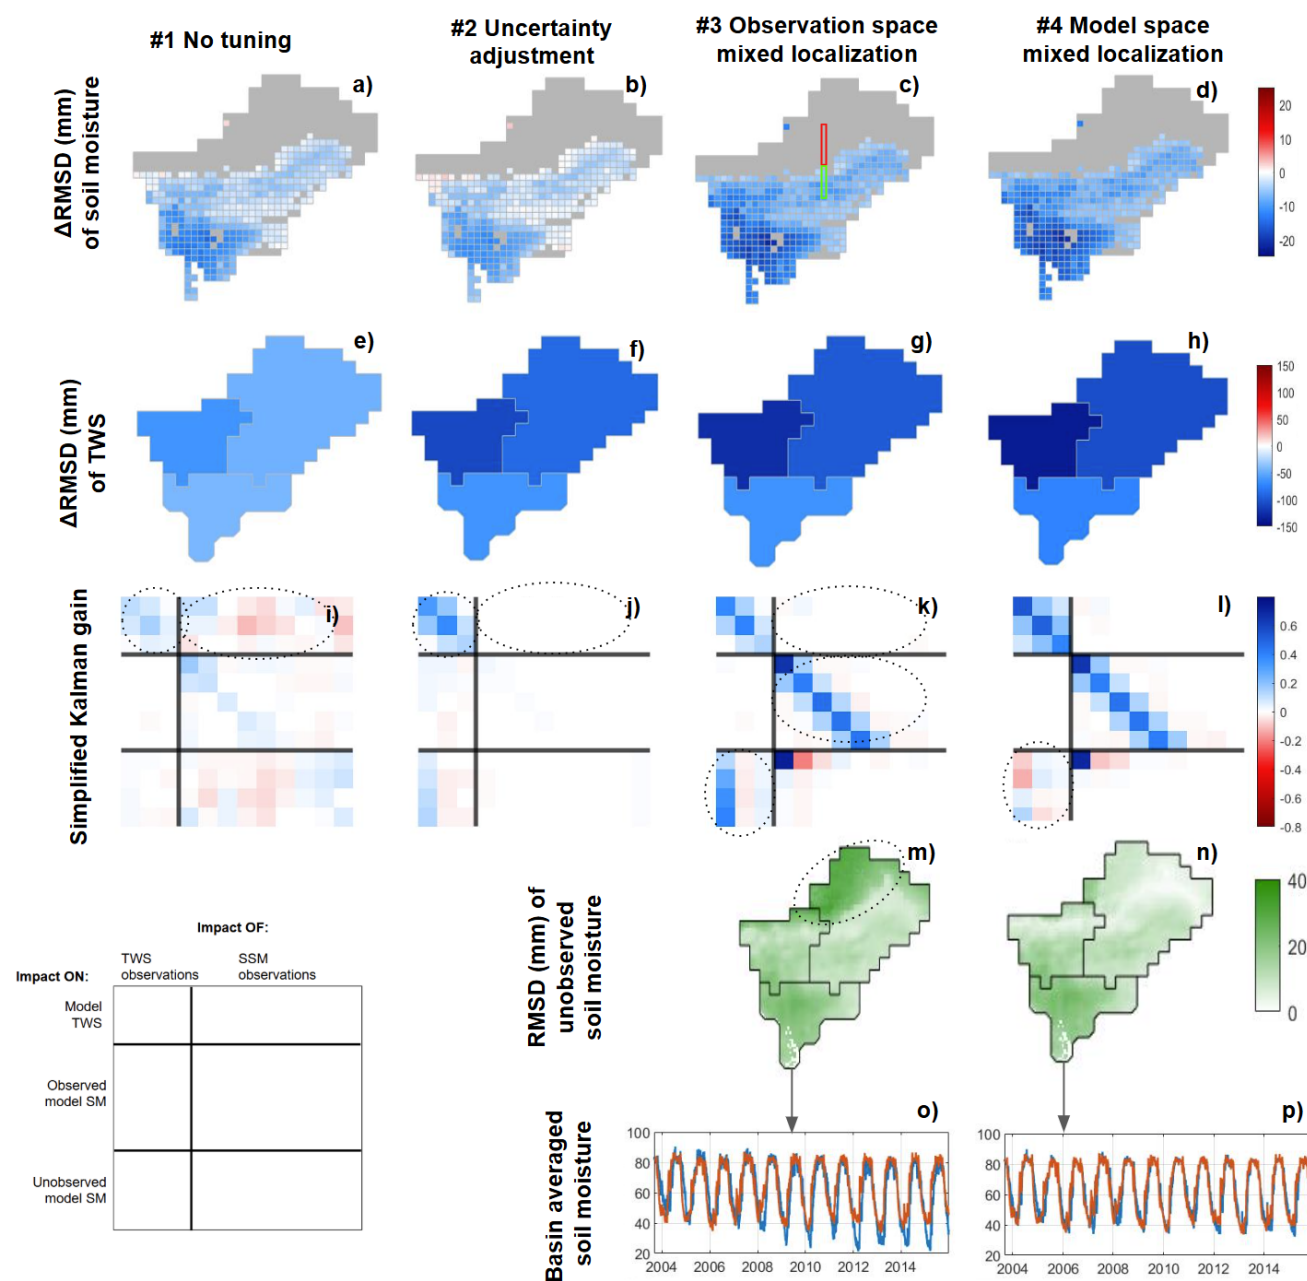 #1 No tuning
#2 Uncertainty
adjustment
#3 Observation space
mixed localization
#4 Model space
mixed localization
ΔRMSD (mm)
of soil moisture
a)
b)
c)
d)
20
10
0
-10
-20
ΔRMSD (mm)
of TWS
e)
f)
g)
h)
150
100
50
0
-50
-100
-150
Simplified Kalman gain
i)
j)
k)
l)
0.6
0.4
0.2
0
-0.2
-0.4
-0.6
-0.8
RMSD (mm) of
unobserved
soil moisture
m)
n)
40
20
0
Impact OF:
Impact ON:
TWS
observations
SSM
observations
Model
TWS
Observed
model SM
Unobserved
model SM
Basin averaged
soil moisture
o)
p)
100
80
60
40
20
2004 2006 2008 2010 2012 2014
100
80
60
40
20
2004 2006 2008 2010 2012 2014